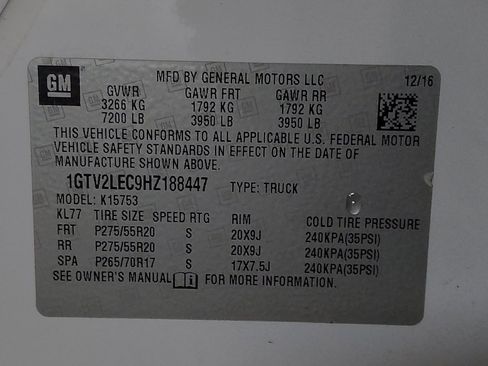 GM
MFD BY GENERAL MOTORS LLC 12/16
GVWR GAWR FRT GAWR RR
3266 KG 1792 KG 1792 KG
7200 LB 3950 LB 3950 LB
THIS VEHICLE CONFORMS TO ALL APPLICABLE U.S. FEDERAL MOTOR
VEHICLE SAFETY STANDARDS IN EFFECT ON THE DATE OF
MANUFACTURE SHOWN ABOVE.
1GTV2LEC9HZ188447 TYPE: TRUCK
MODEL: K15753
KL77 TIRE SIZE SPEED RTG RIM COLD TIRE PRESSURE
FRT P275/55R20 S 20X9J 240KPA(35PSI)
RR P275/55R20 S 20X9J 240KPA(35PSI)
SPA P265/70R17 S 17X7.5J 240KPA(35PSI)
SEE OWNER'S MANUAL FOR MORE INFORMATION.